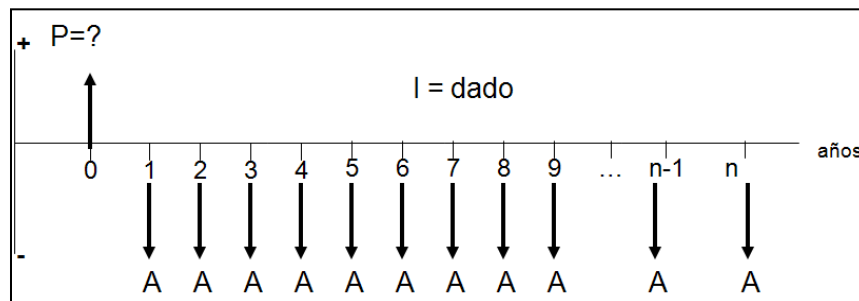 + P=?
I = dado
años
0 1 2 3 4 5 6 7 8 9 ... n-1 n
-
A A A A A A A A A A A